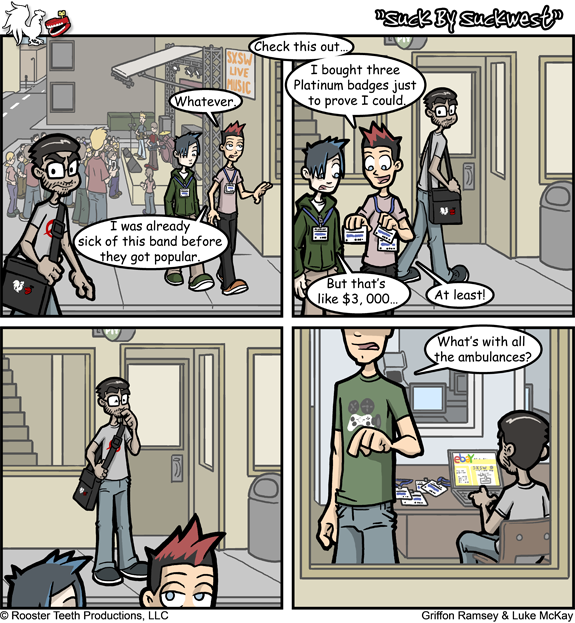 "Suck By Suckwest"
SXSW
LIVE
MUSIC
Whatever.
I was already
sick of this band before
they got popular.
Check this out...
I bought three
Platinum badges just
to prove I could.
But that's
like $3, 000...
At least!
What's with all
the ambulances?
ebay
© Rooster Teeth Productions, LLC
Griffon Ramsey & Luke McKay